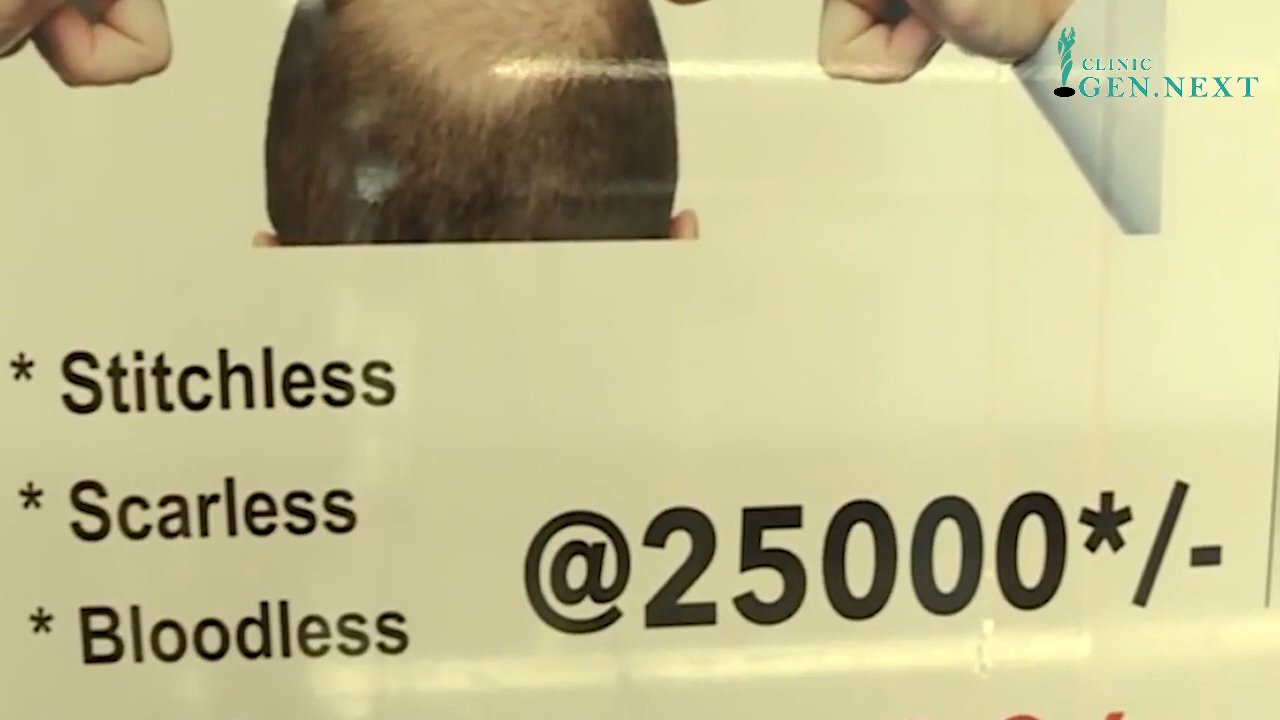 CLINIC
GEN.NEXT
* Stitchless
* Scarless
* Bloodless
@25000*/-